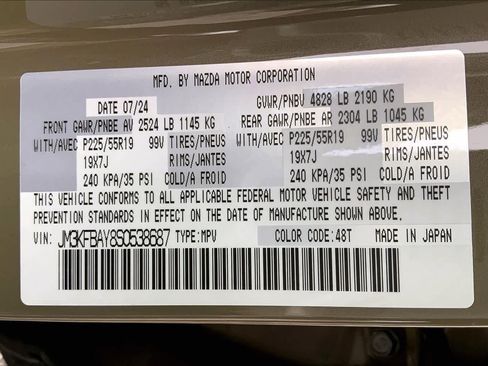 MFD. BY MAZDA MOTOR CORPORATION
DATE 07/24 GVWR/PNBV 4828 LB 2190 KG
FRONT GAWR/PNBE AV 2524 LB 1145 KG REAR GAWR/PNBE AR 2304 LB 1045 KG
WITH/AVEC P225/55R19 99V TIRES/PNEUS WITH/AVEC P225/55R19 99V TIRES/PNEUS
19X7J RIMS/JANTES 19X7J RIMS/JANTES
240 KPA/35 PSI COLD/A FROID 240 KPA/35 PSI COLD/A FROID
THIS VEHICLE CONFORMS TO ALL APPLICABLE FEDERAL MOTOR VEHICLE SAFETY AND THEFT
PREVENTION STANDARDS IN EFFECT ON THE DATE OF MANUFACTURE SHOWN ABOVE.
VIN: JM3KFBAY8S0538687 TYPE:MPV COLOR CODE:48T MADE IN JAPAN